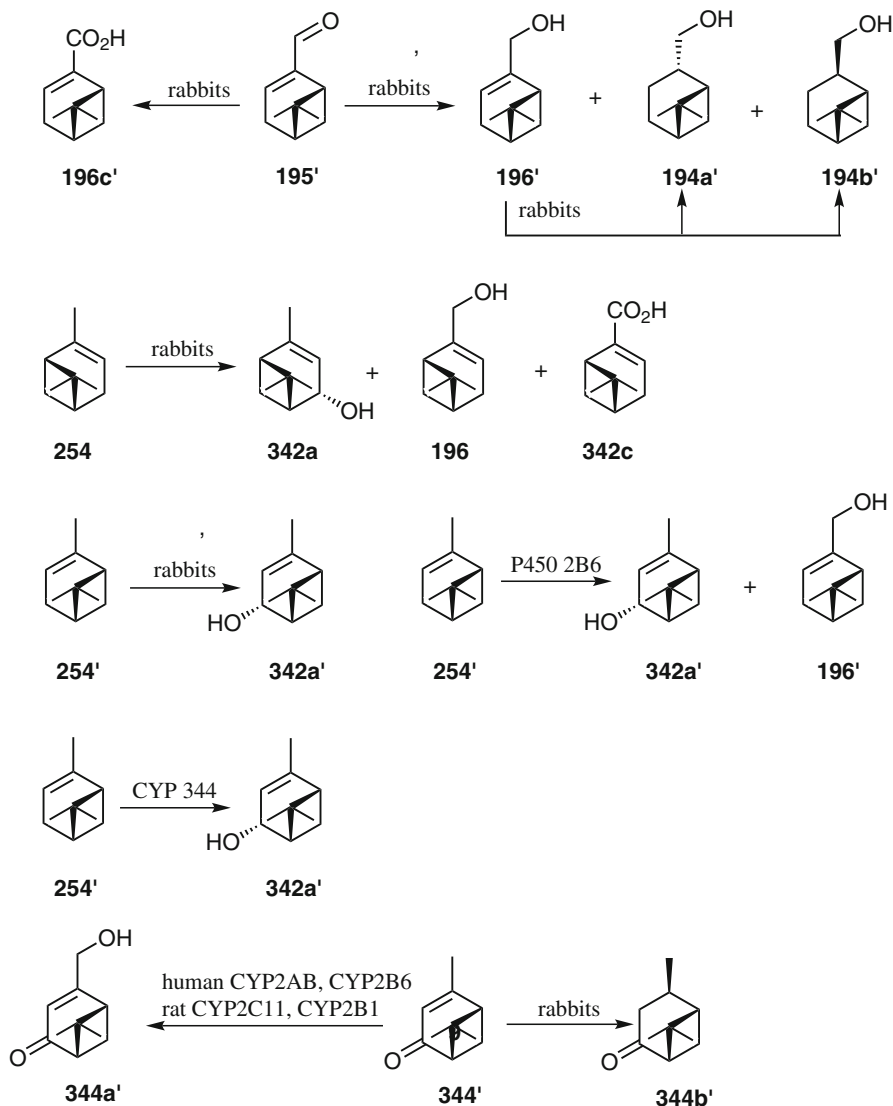 CO2H
O
,
OH
OH
OH
rabbits
rabbits
+
+
196c'
195'
196'
194a'
194b'
rabbits
OH
CO2H
rabbits
+
+
OH
254
342a
196
342c
,
OH
rabbits
P450 2B6
+
HO
HO
254'
342a'
254'
342a'
196'
CYP 344
HO
254'
342a'
OH
human CYP2AB, CYP2B6
rat CYP2C11, CYP2B1
rabbits
O
O
O
344a'
344'
344b'